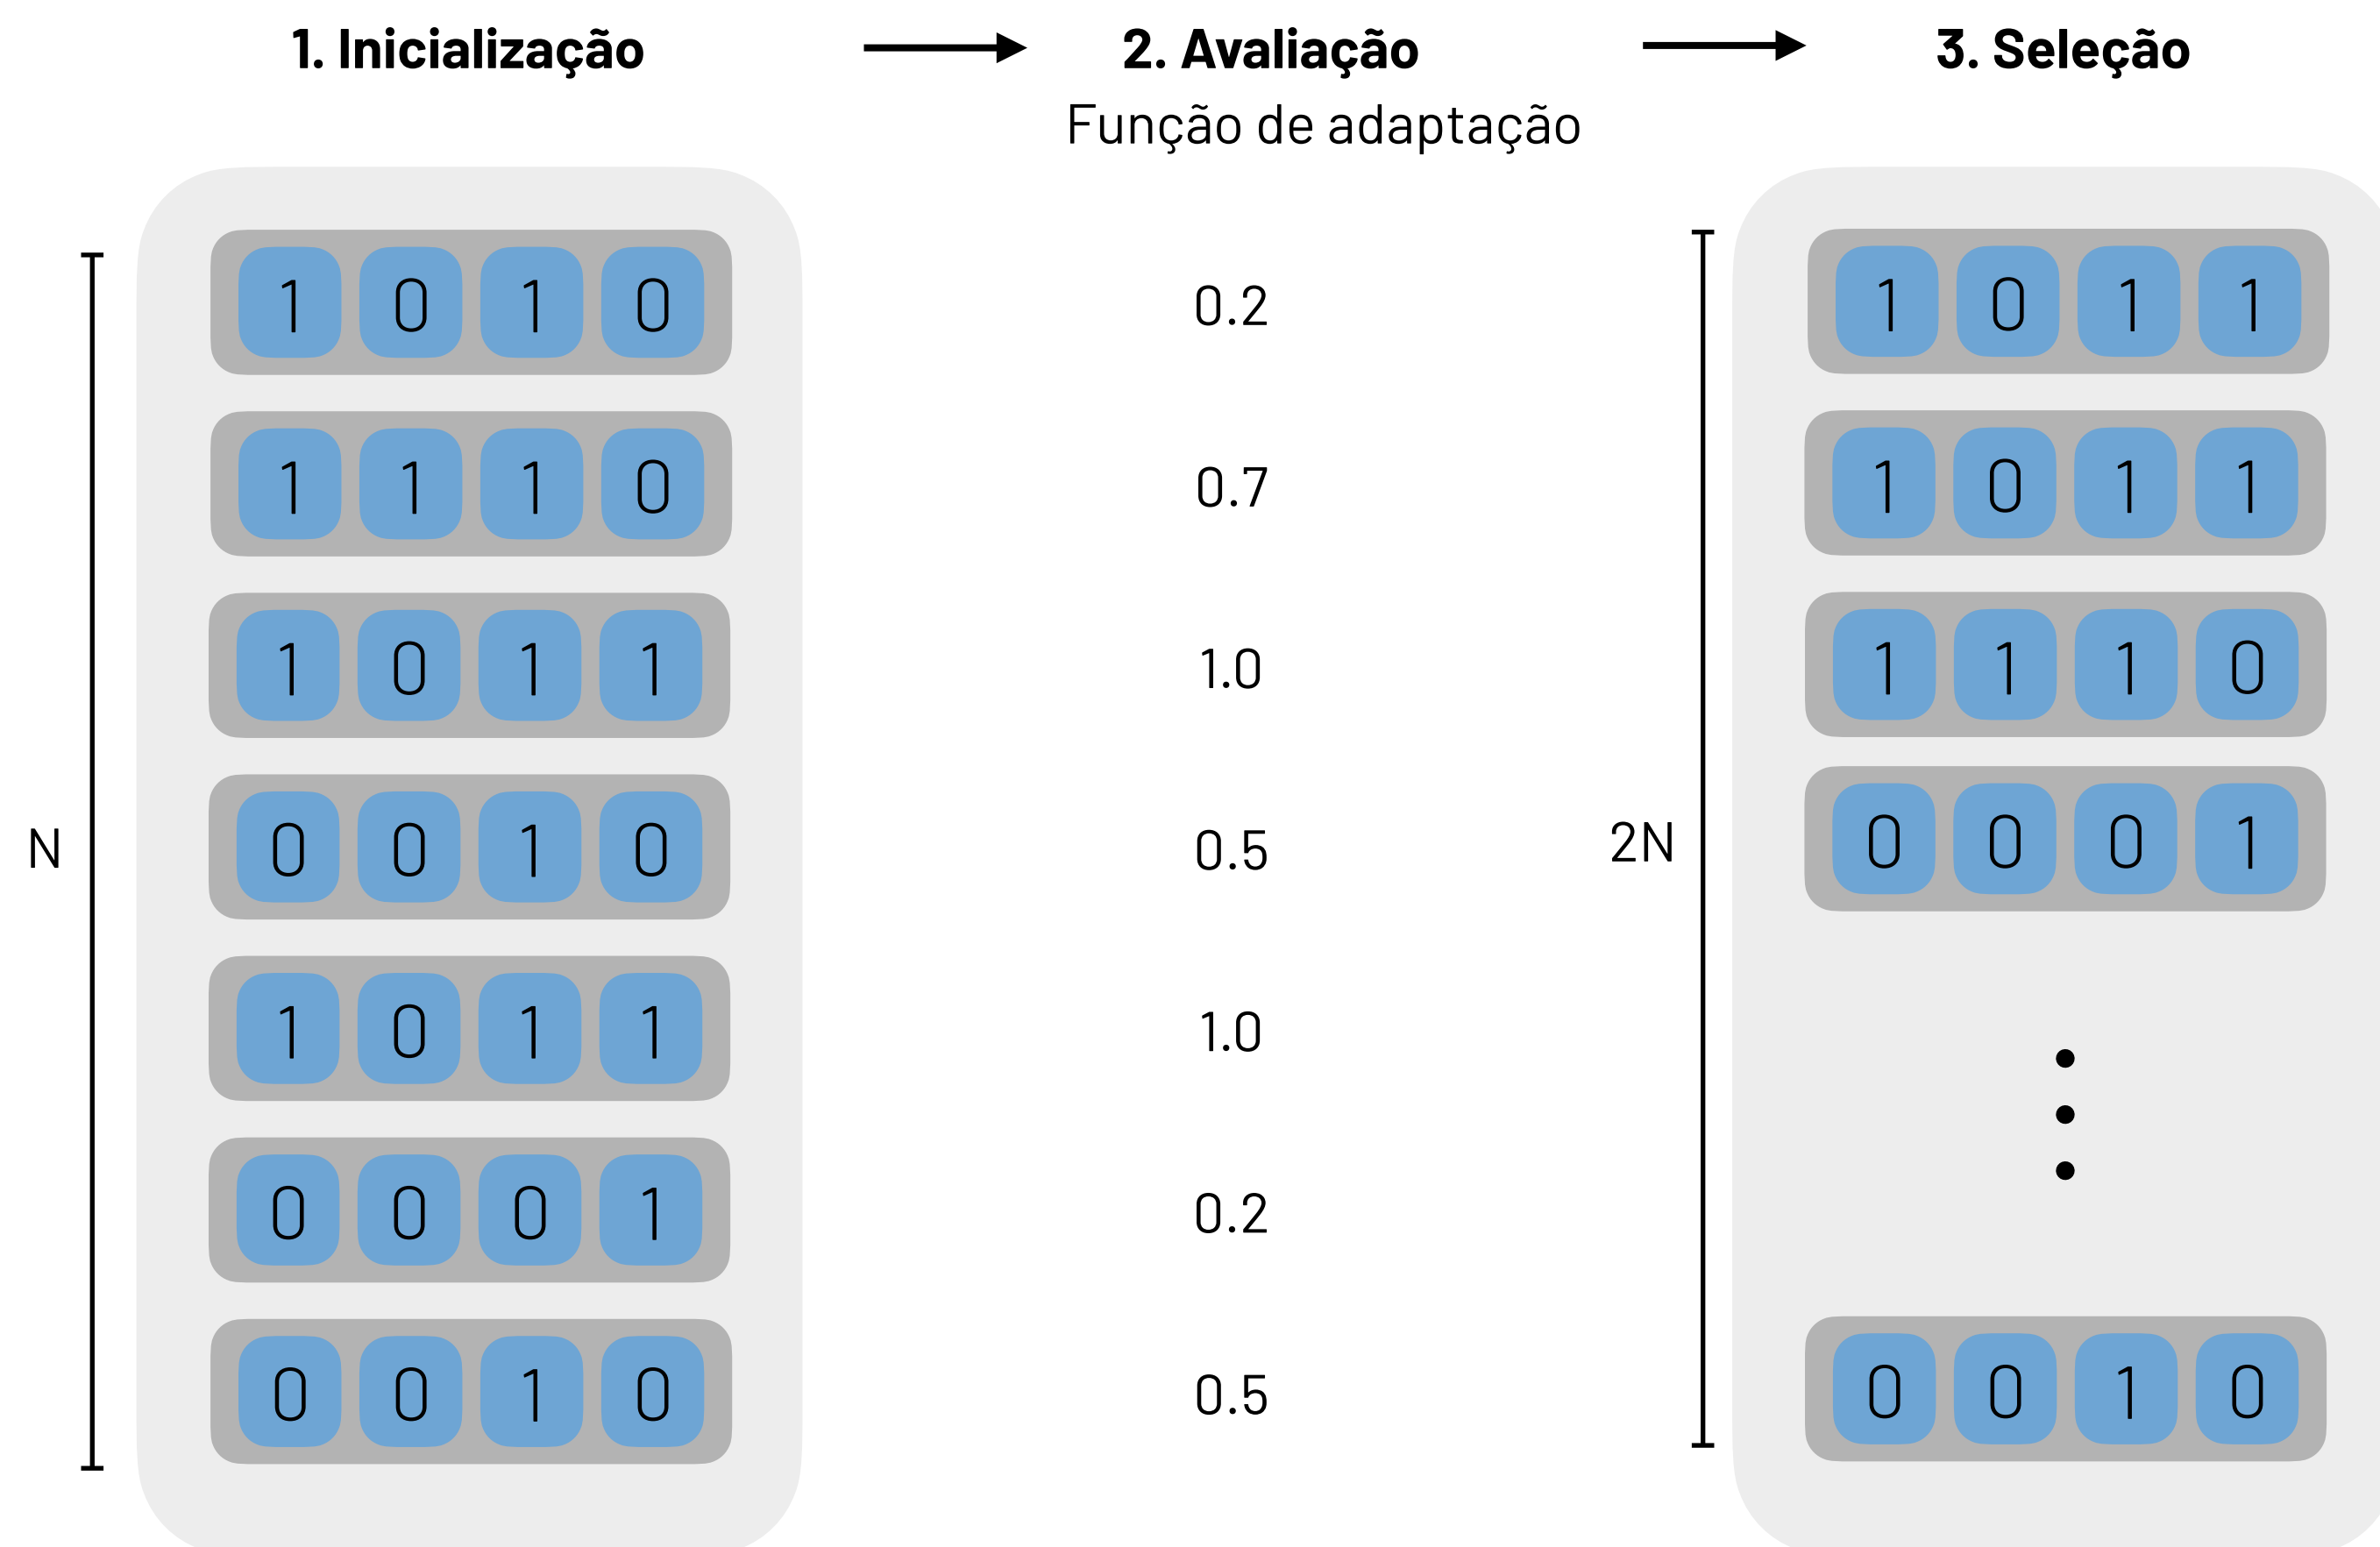 1. Inicialização
2. Avaliação
3. Seleção
Função de adaptação
1 0 1 0
0.2
1 0 1 1
1 1 1 0
0.7
1 0 1 1
1 0 1 1
1.0
1 1 1 0
N
0 0 1 0
0.5
2N
0 0 0 1
1 0 1 1
1.0
0 0 0 1
0.2
0 0 1 0
0.5
0 0 1 0